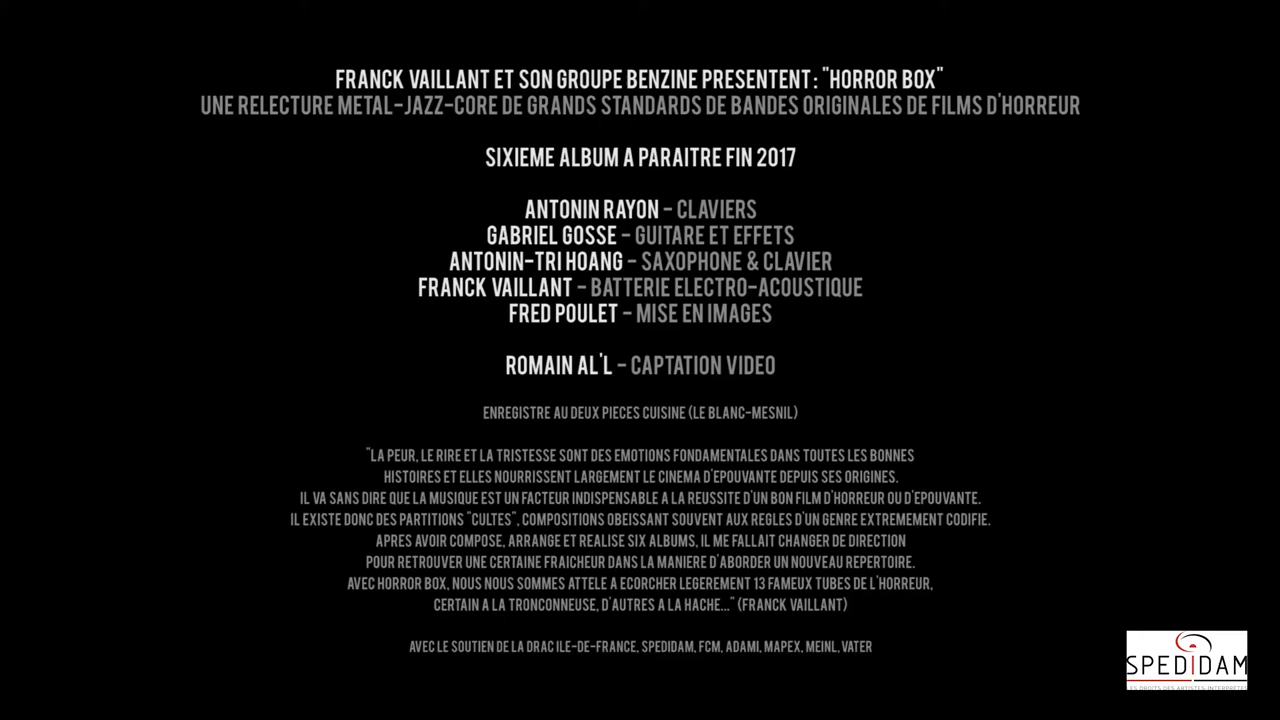 FRANCK VAILLANT ET SON GROUPE BENZINE PRESENTENT : "HORROR BOX"
UNE RELECTURE METAL-JAZZ-CORE DE GRANDS STANDARDS DE BANDES ORIGINALES DE FILMS D'HORREUR
SIXIEME ALBUM A PARAITRE FIN 2017
ANTONIN RAYON - CLAVIERS
GABRIEL GOSSE - GUITARE ET EFFETS
ANTONIN-TRI HOANG - SAXOPHONE & CLAVIER
FRANCK VAILLANT - BATTERIE ELECTRO-ACOUSTIQUE
FRED POULET - MISE EN IMAGES
ROMAIN AL'L - CAPTATION VIDEO
ENREGISTRE AU DEUX PIECES CUISINE (LE BLANC-MESNIL)
"LA PEUR, LE RIRE ET LA TRISTESSE SONT DES EMOTIONS FONDAMENTALES DANS TOUTES LES BONNES
HISTOIRES ET ELLES NOURRISSENT LARGEMENT LE CINEMA D'EPOUVANTE DEPUIS SES ORIGINES.
IL VA SANS DIRE QUE LA MUSIQUE EST UN FACTEUR INDISPENSABLE A LA REUSSITE D'UN BON FILM D'HORREUR OU D'EPOUVANTE.
IL EXISTE DONC DES PARTITIONS "CULTES", COMPOSITIONS OBEISSANT SOUVENT AUX REGLES D'UN GENRE EXTREMEMENT CODIFIE.
APRES AVOIR COMPOSE, ARRANGE ET REALISE SIX ALBUMS, IL ME FALLAIT CHANGER DE DIRECTION
POUR RETROUVER UNE CERTAINE FRAICHEUR DANS LA MANIERE D'ABORDER UN NOUVEAU REPERTOIRE.
AVEC HORROR BOX, NOUS NOUS SOMMES ATTELE A ECORCHER LEGEREMENT 13 FAMEUX TUBES DE L'HORREUR,
CERTAIN A LA TRONCONNEUSE, D'AUTRES A LA HACHE..." (FRANCK VAILLANT)
AVEC LE SOUTIEN DE LA DRAC ILE-DE-FRANCE, SPEDIDAM, FCM, ADAMI, MAPEX, MEINL, VATER
SPEDIDAM
LES DROITS DES ARTISTES-INTERPRÈTES